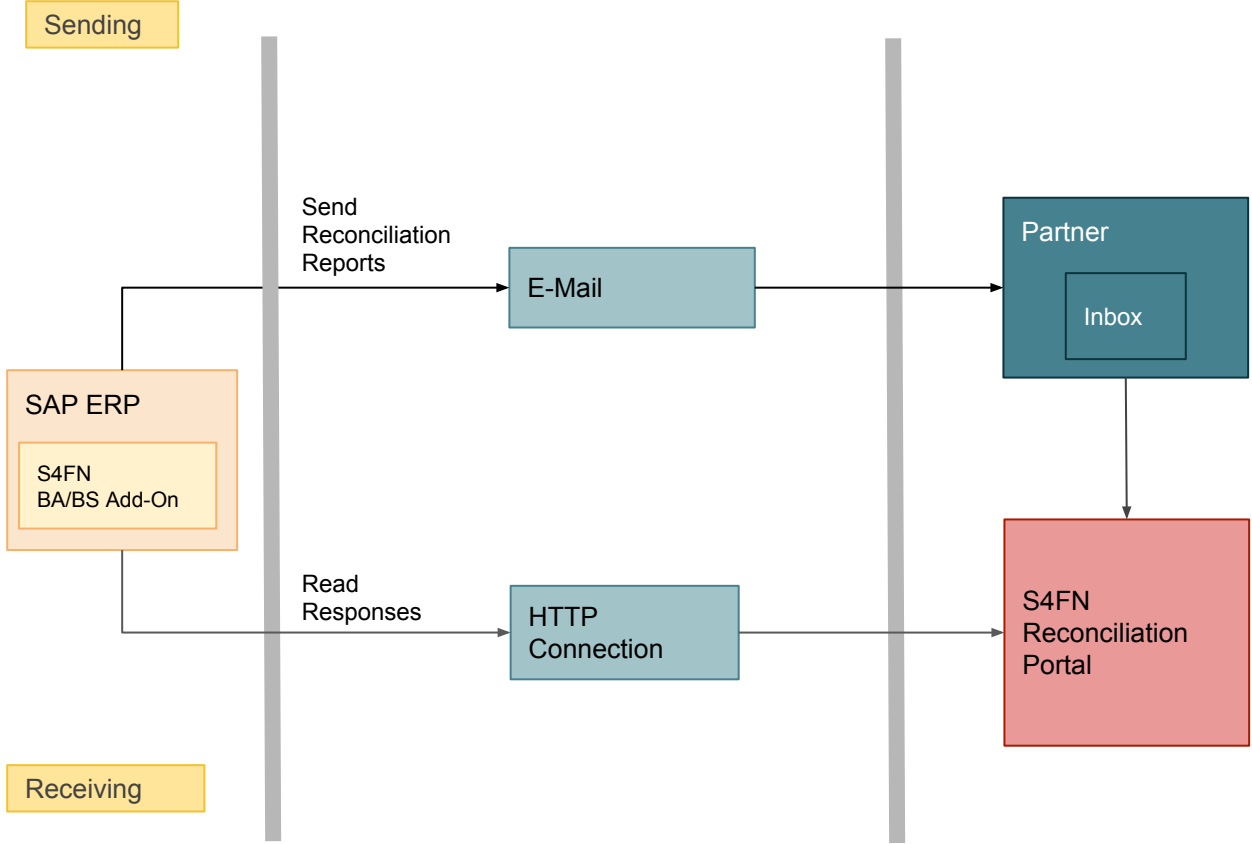 Sending
Send
Reconciliation
Reports
E-Mail
Partner
Inbox
SAP ERP
S4FN
BA/BS Add-On
Read
Responses
HTTP
Connection
S4FN
Reconciliation
Portal
Receiving